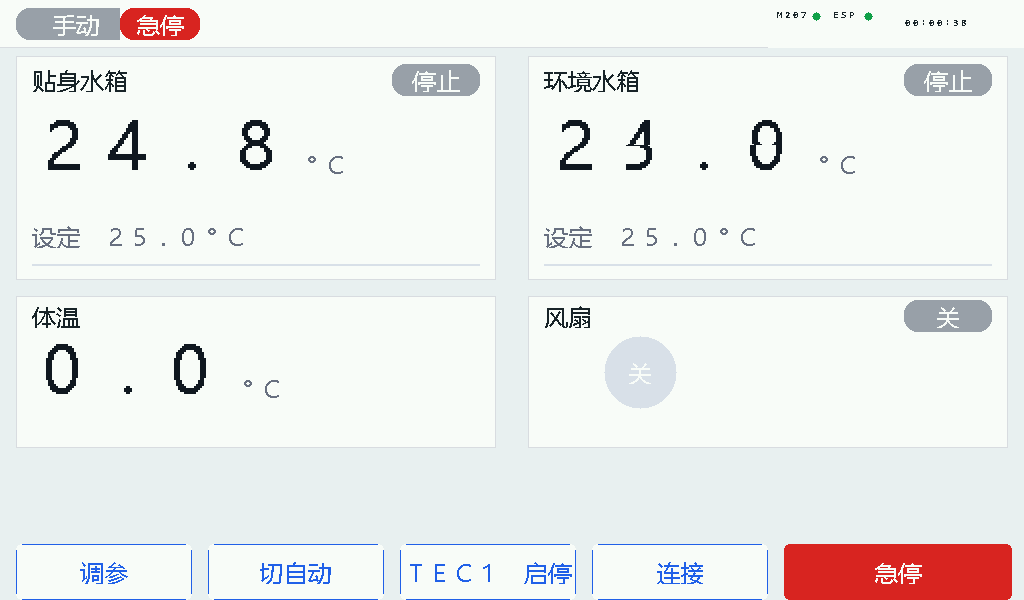 手动 急停 M207 ESP 00:00:38
贴身水箱 停止
24.8 °C
设定 25.0°C
环境水箱 停止
°C
设定 25.0°C
体温
0.0 °C
风扇 关
关
调参 切自动 TEC1 启停 连接 急停